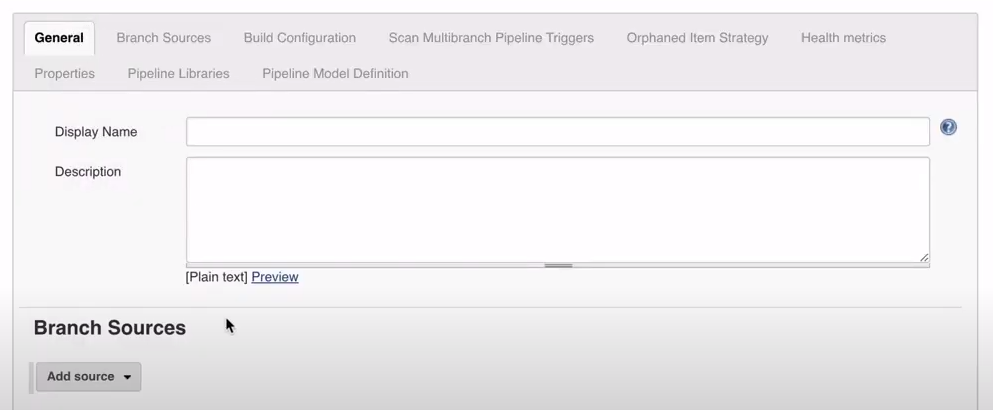 General Branch Sources Build Configuration Scan Multibranch Pipeline Triggers Orphaned Item Strategy Health metrics
Properties Pipeline Libraries Pipeline Model Definition
Display Name
Description
[Plain text] Preview
Branch Sources
Add source